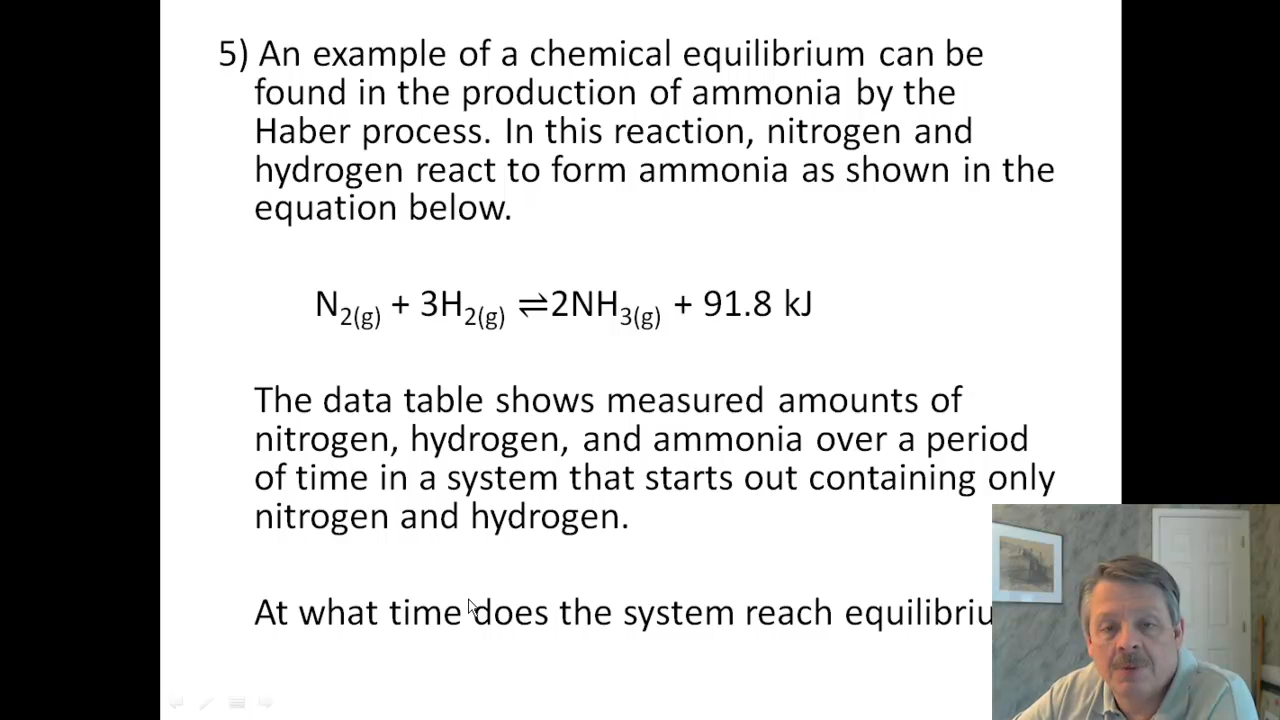 5) An example of a chemical equilibrium can be
found in the production of ammonia by the
Haber process. In this reaction, nitrogen and
hydrogen react to form ammonia as shown in the
equation below.
N₂(g) + 3H₂(g) ⇌2NH₃(g) + 91.8 kJ
The data table shows measured amounts of
nitrogen, hydrogen, and ammonia over a period
of time in a system that starts out containing only
nitrogen and hydrogen.
At what time does the system reach